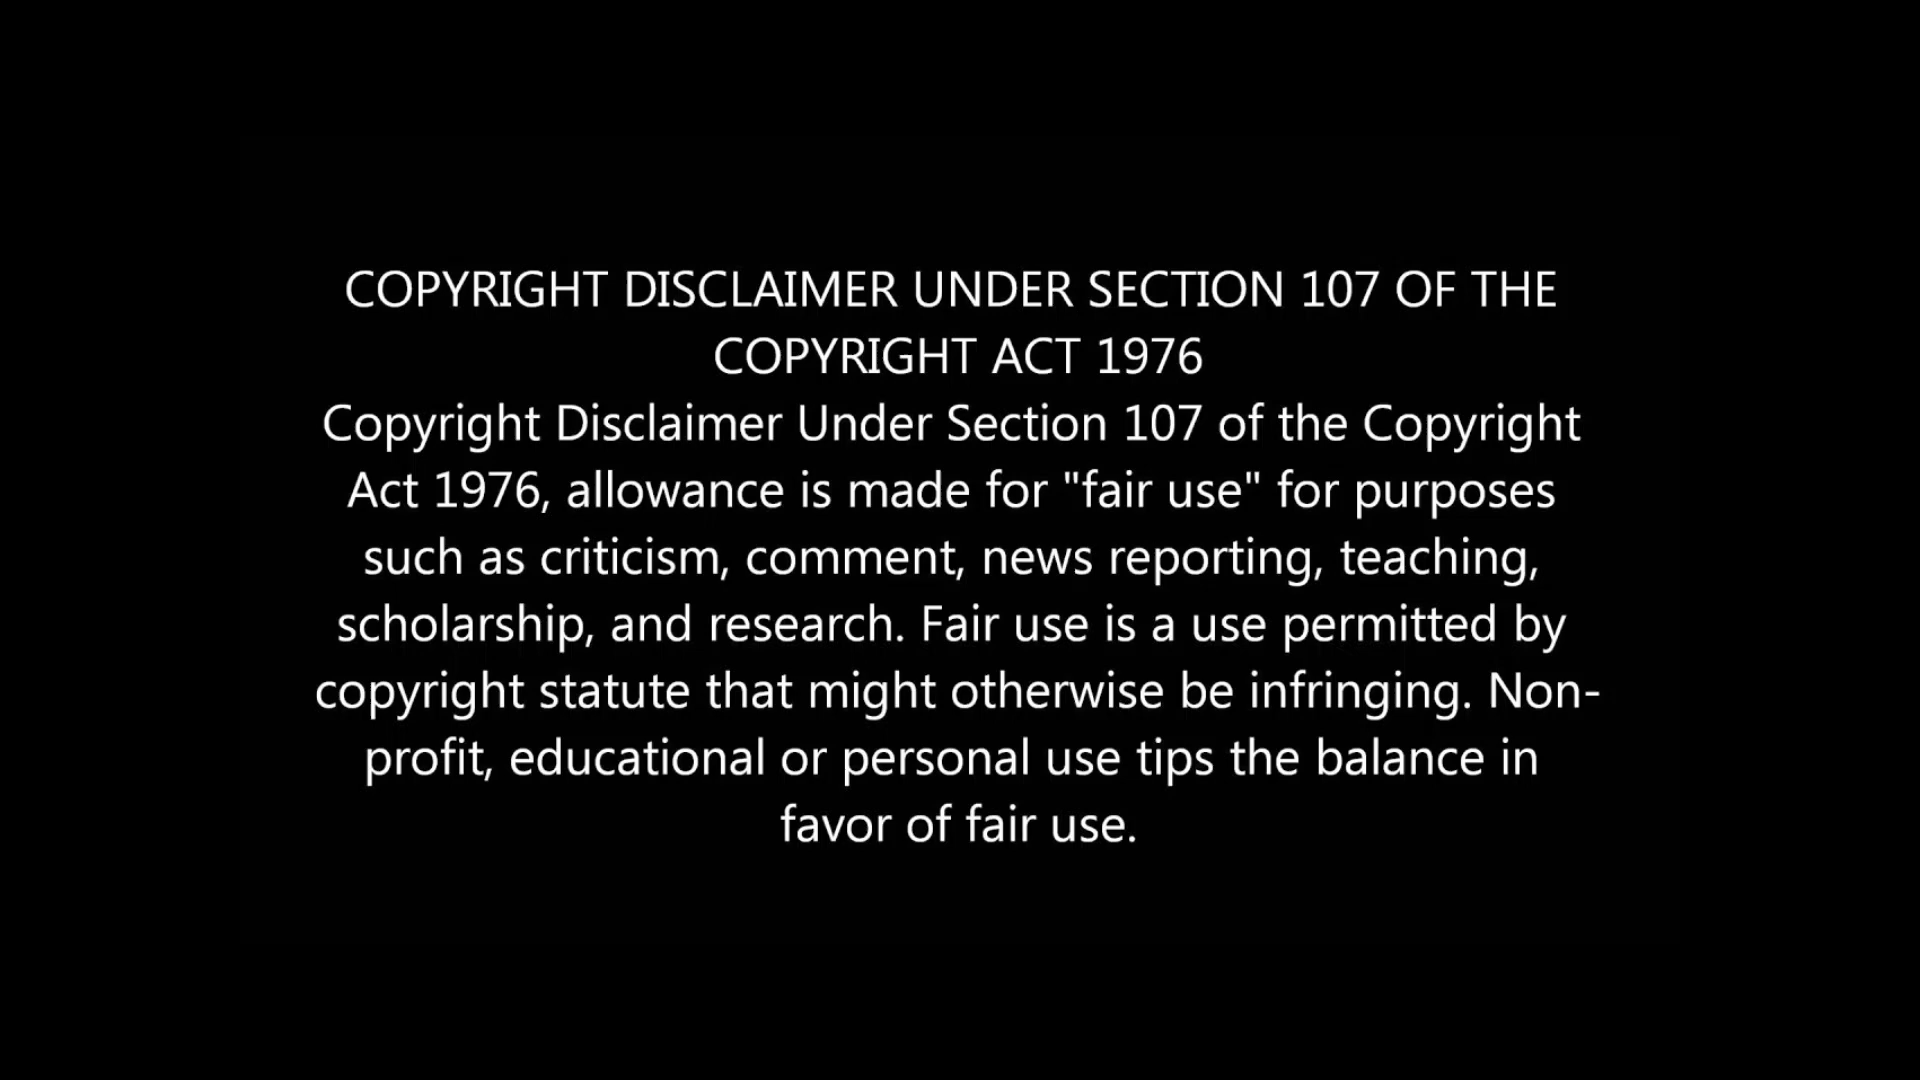 COPYRIGHT DISCLAIMER UNDER SECTION 107 OF THE
COPYRIGHT ACT 1976
Copyright Disclaimer Under Section 107 of the Copyright
Act 1976, allowance is made for "fair use" for purposes
such as criticism, comment, news reporting, teaching,
scholarship, and research. Fair use is a use permitted by
copyright statute that might otherwise be infringing. Non-
profit, educational or personal use tips the balance in
favor of fair use.